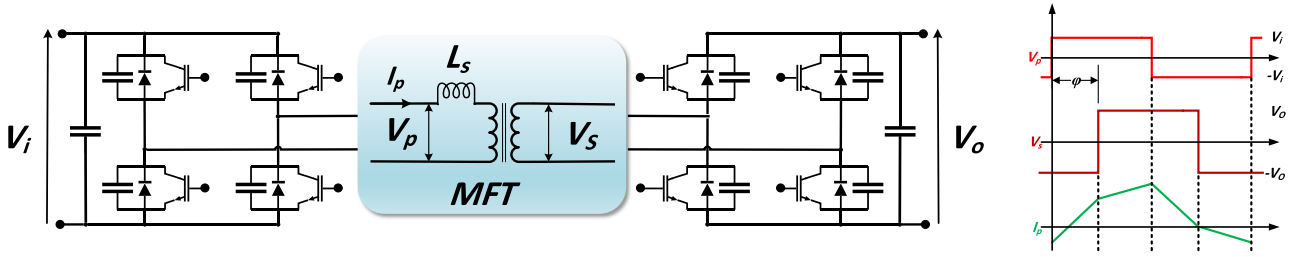 V_i
I_p
L_s
V_p
V_s
MFT
V_o
V_p
V_i
-V_i
φ
V_o
V_s
-V_o
I_p